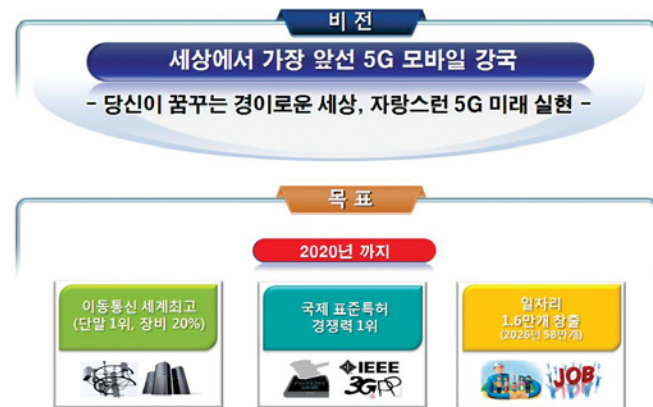 비 전
세상에서 가장 앞선 5G 모바일 강국
- 당신이 꿈꾸는 경이로운 세상, 자랑스런 5G 미래 실현 -
목 표
2020년 까지
이동통신 세계최고
(단말 1위, 장비 20%)
국제 표준특허
경쟁력 1위
일자리
1.6만개 창출
(2026년 58만개)
IEEE
3GPP
JOB